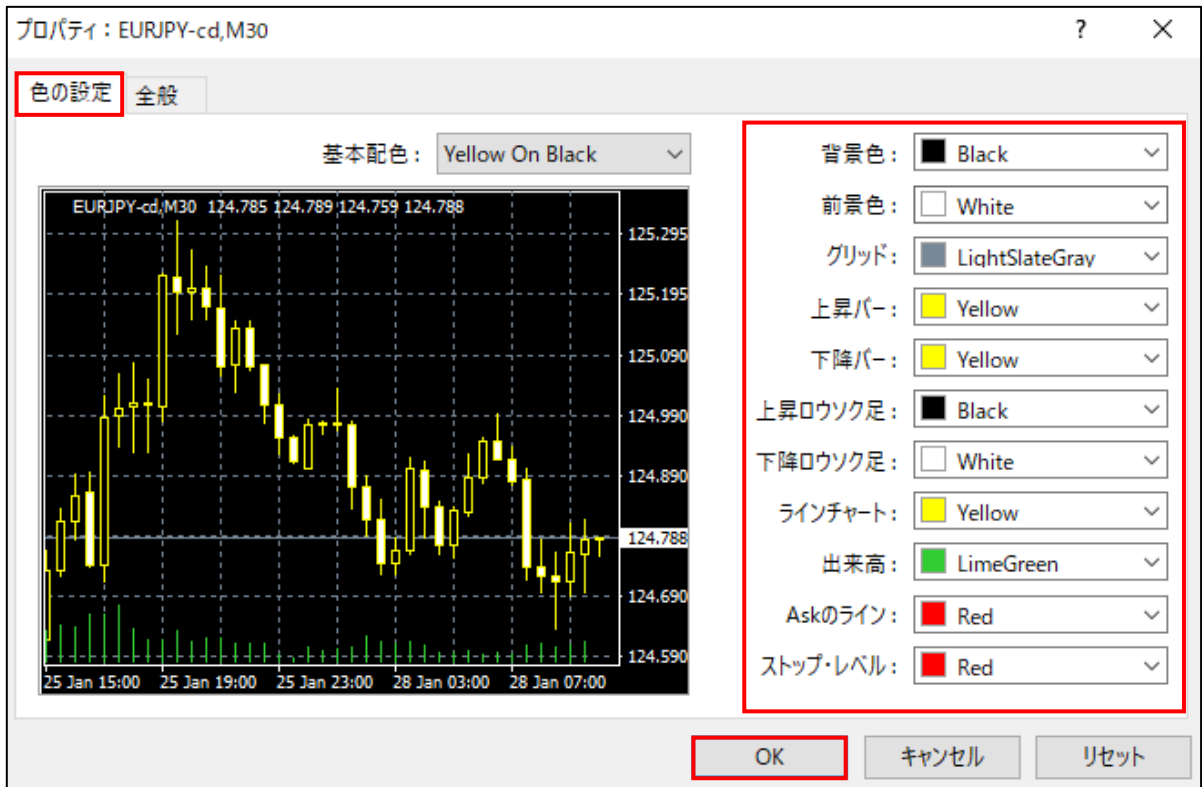 プロパティ：EURJPY-cd,M30
?
色の設定 全般
基本配色： Yellow On Black
EURJPY-cd,M30 124.785 124.789 124.759 124.788
125.295
125.195
125.090
124.990
124.890
124.788
124.690
124.590
25 Jan 15:00 25 Jan 19:00 25 Jan 23:00 28 Jan 03:00 28 Jan 07:00
背景色： Black
前景色： White
グリッド： LightSlateGray
上昇バー： Yellow
下降バー： Yellow
上昇ロウソク足： Black
下降ロウソク足： White
ラインチャート： Yellow
出来高： LimeGreen
Askのライン： Red
ストップ・レベル： Red
OK キャンセル リセット